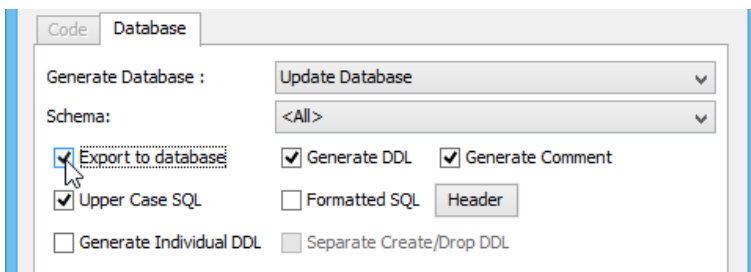 Code Database
Generate Database : Update Database
Schema: <All>
Export to database Generate DDL Generate Comment
Upper Case SQL Formatted SQL Header
Generate Individual DDL Separate Create/Drop DDL